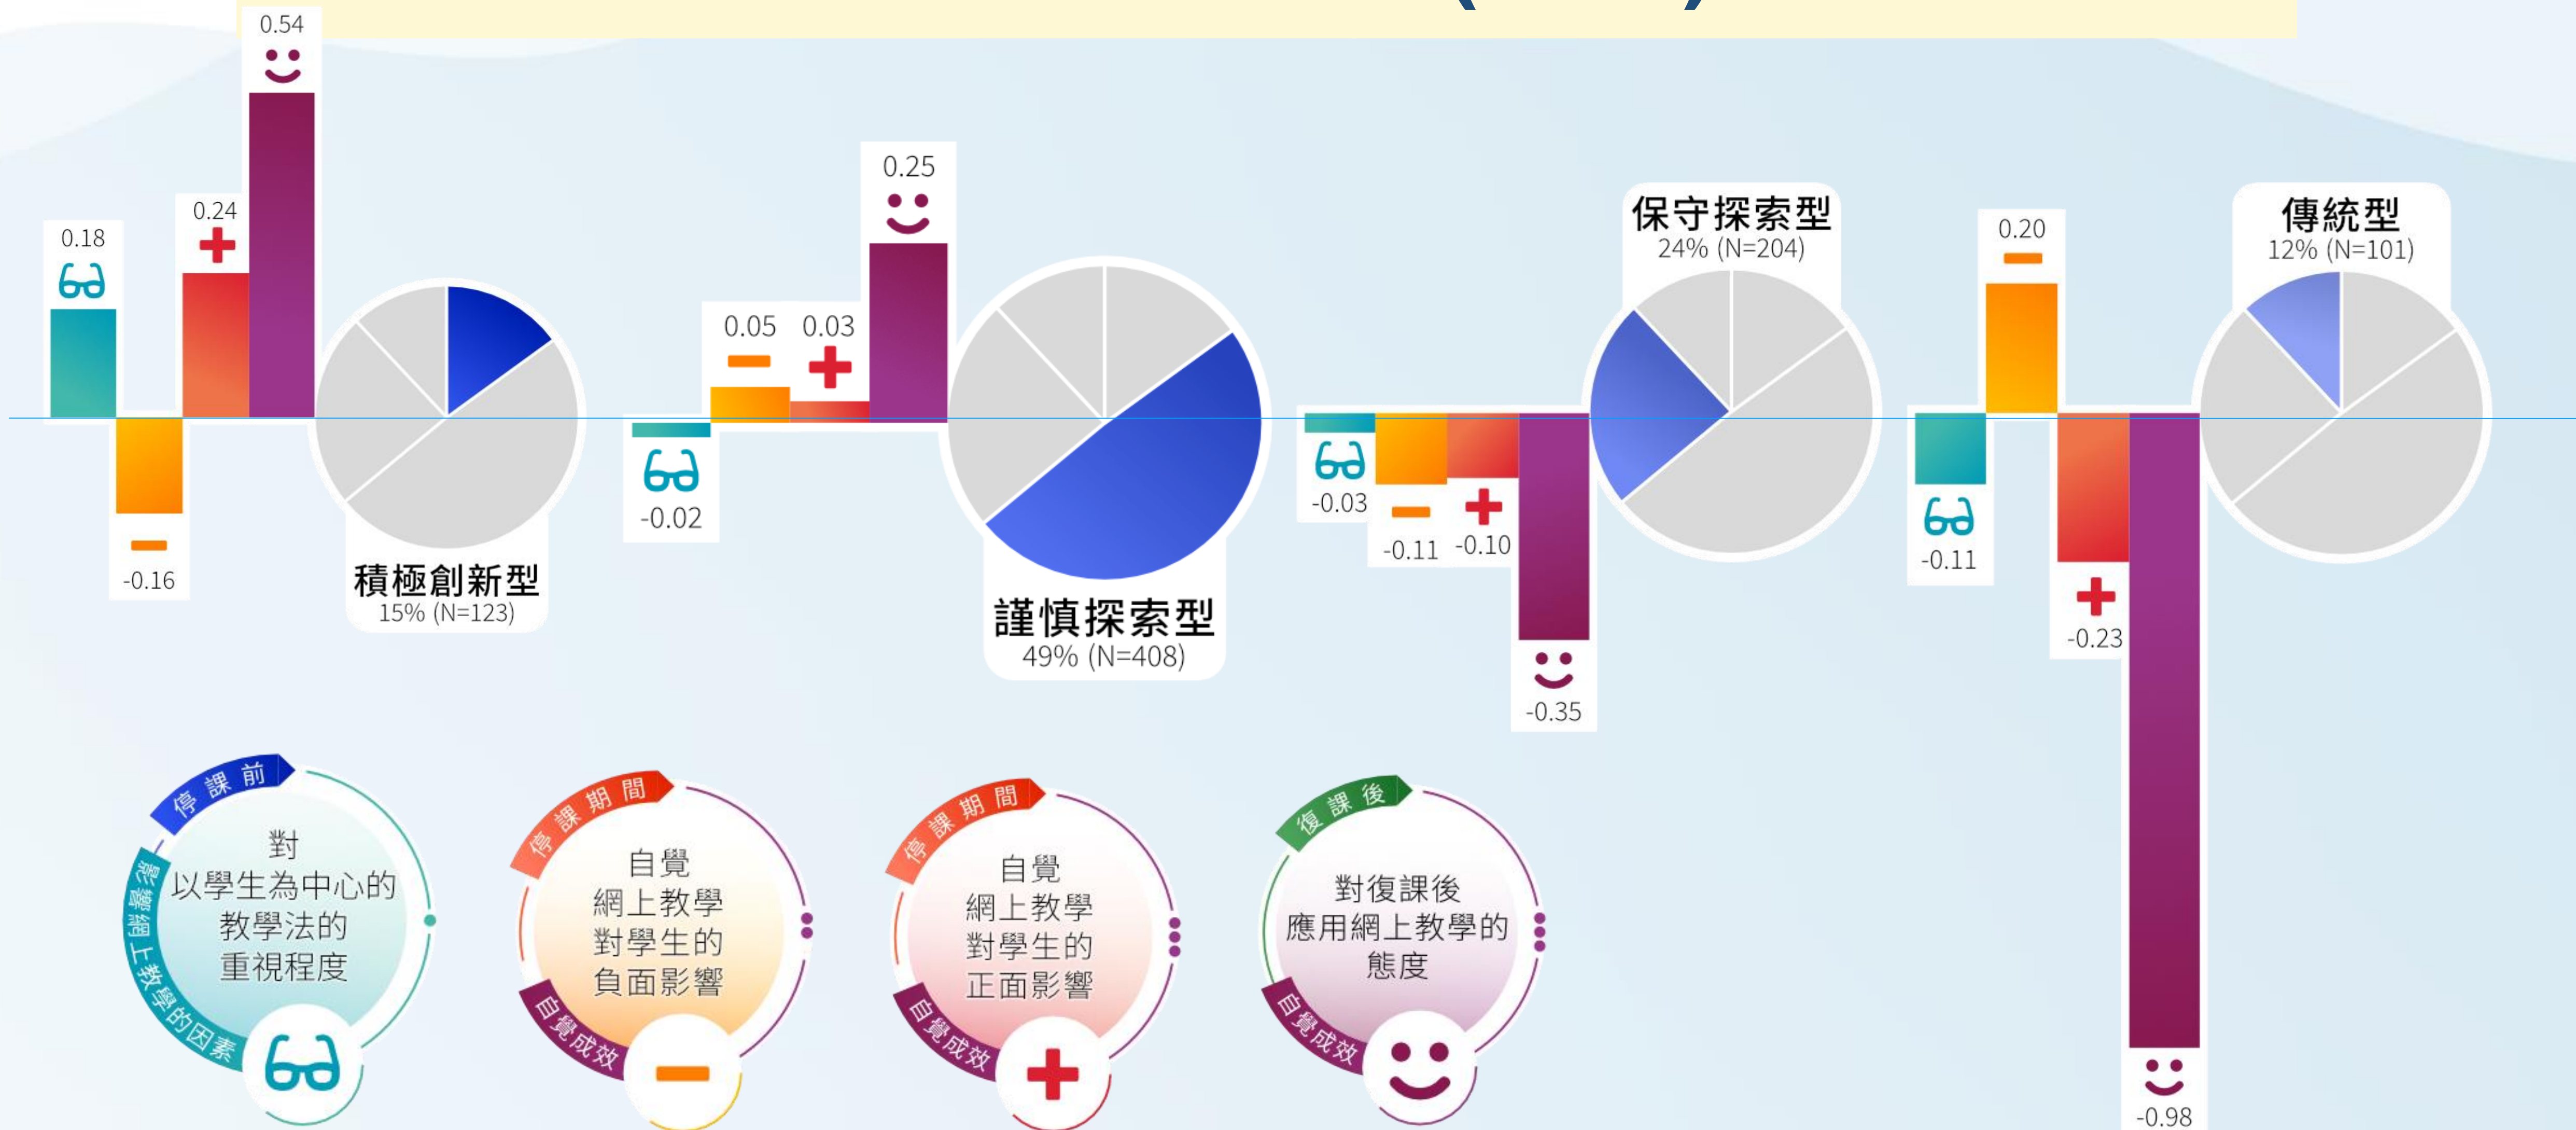 0.54
0.18
0.24
-0.16
積極創新型
15% (N=123)
0.25
0.05
0.03
-0.02
謹慎探索型
49% (N=408)
保守探索型
24% (N=204)
-0.03
-0.11
-0.10
-0.35
傳統型
12% (N=101)
0.20
-0.11
-0.23
-0.98
停課前
對
以學生為中心的
教學法的
重視程度
影響網上教學的因素
停課期間
自覺
網上教學
對學生的
負面影響
自覺成效
停課期間
自覺
網上教學
對學生的
正面影響
自覺成效
復課後
對復課後
應用網上教學的
態度
自覺成效